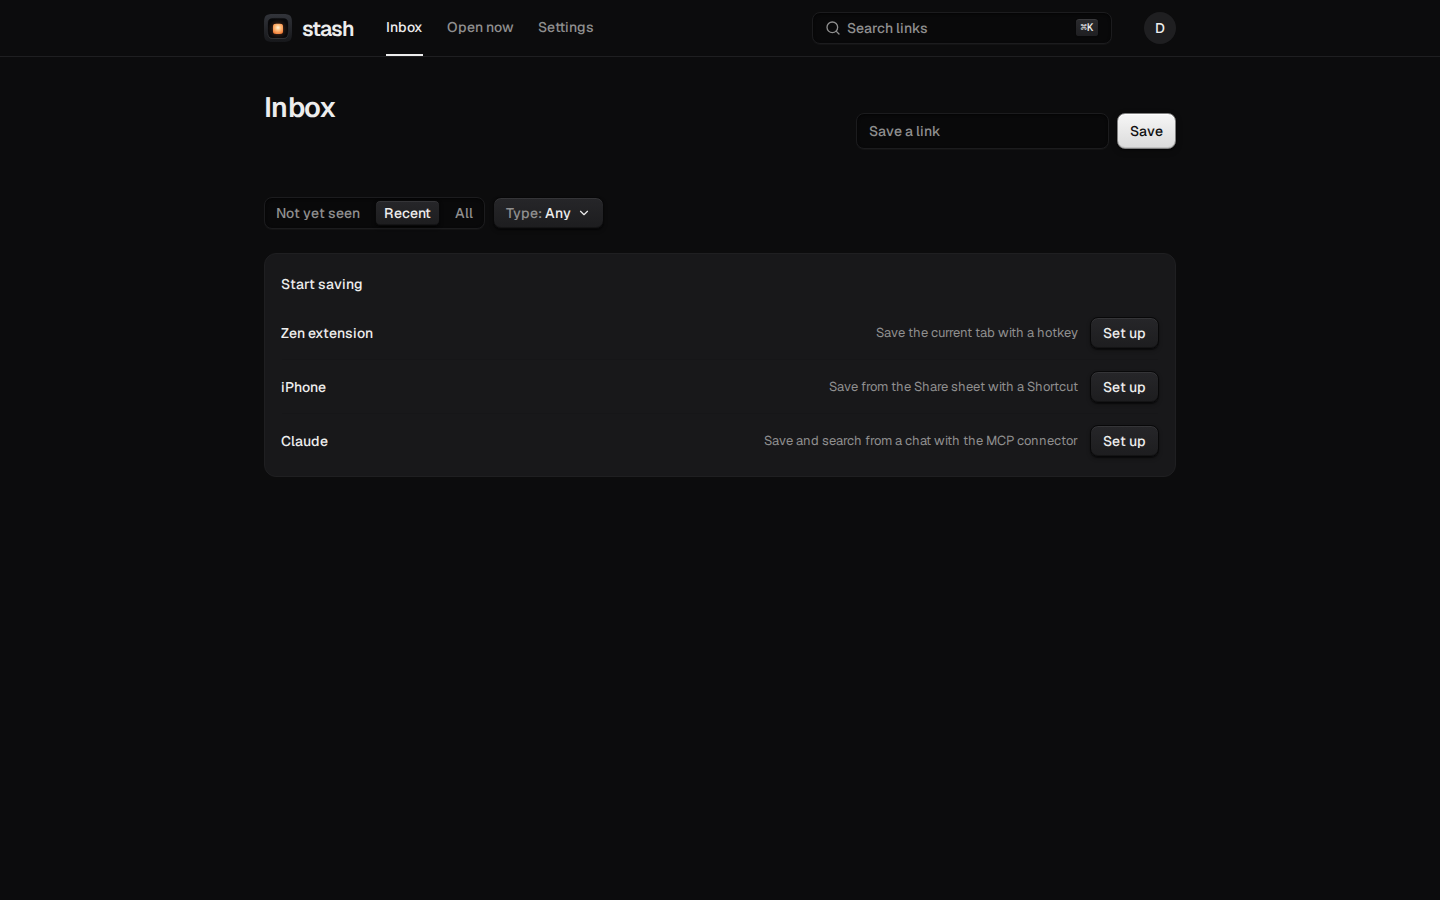 stash Inbox Open now Settings Search links ⌘K D
Inbox
Save a link Save
Not yet seen Recent All Type: Any
Start saving
Zen extension Save the current tab with a hotkey Set up
iPhone Save from the Share sheet with a Shortcut Set up
Claude Save and search from a chat with the MCP connector Set up